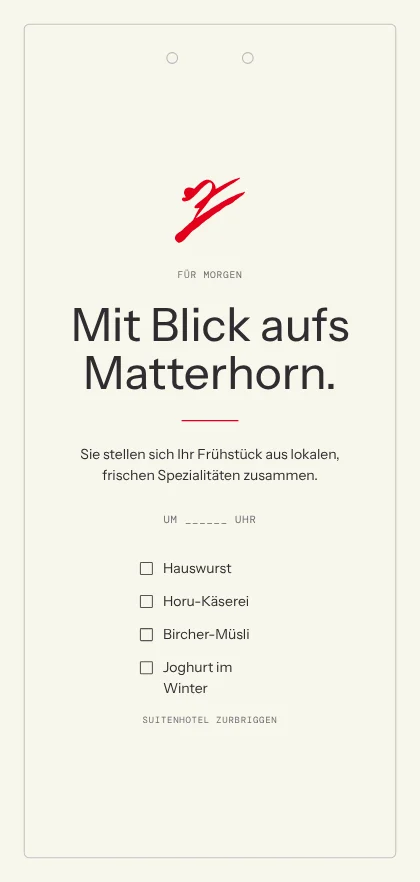 FÜR MORGEN
Mit Blick aufs
Matterhorn.
Sie stellen sich Ihr Frühstück aus lokalen,
frischen Spezialitäten zusammen.
UM ______ UHR
Hauswurst
Horu-Käserei
Bircher-Müsli
Joghurt im
Winter
SUITENHOTEL ZURBRIGGEN